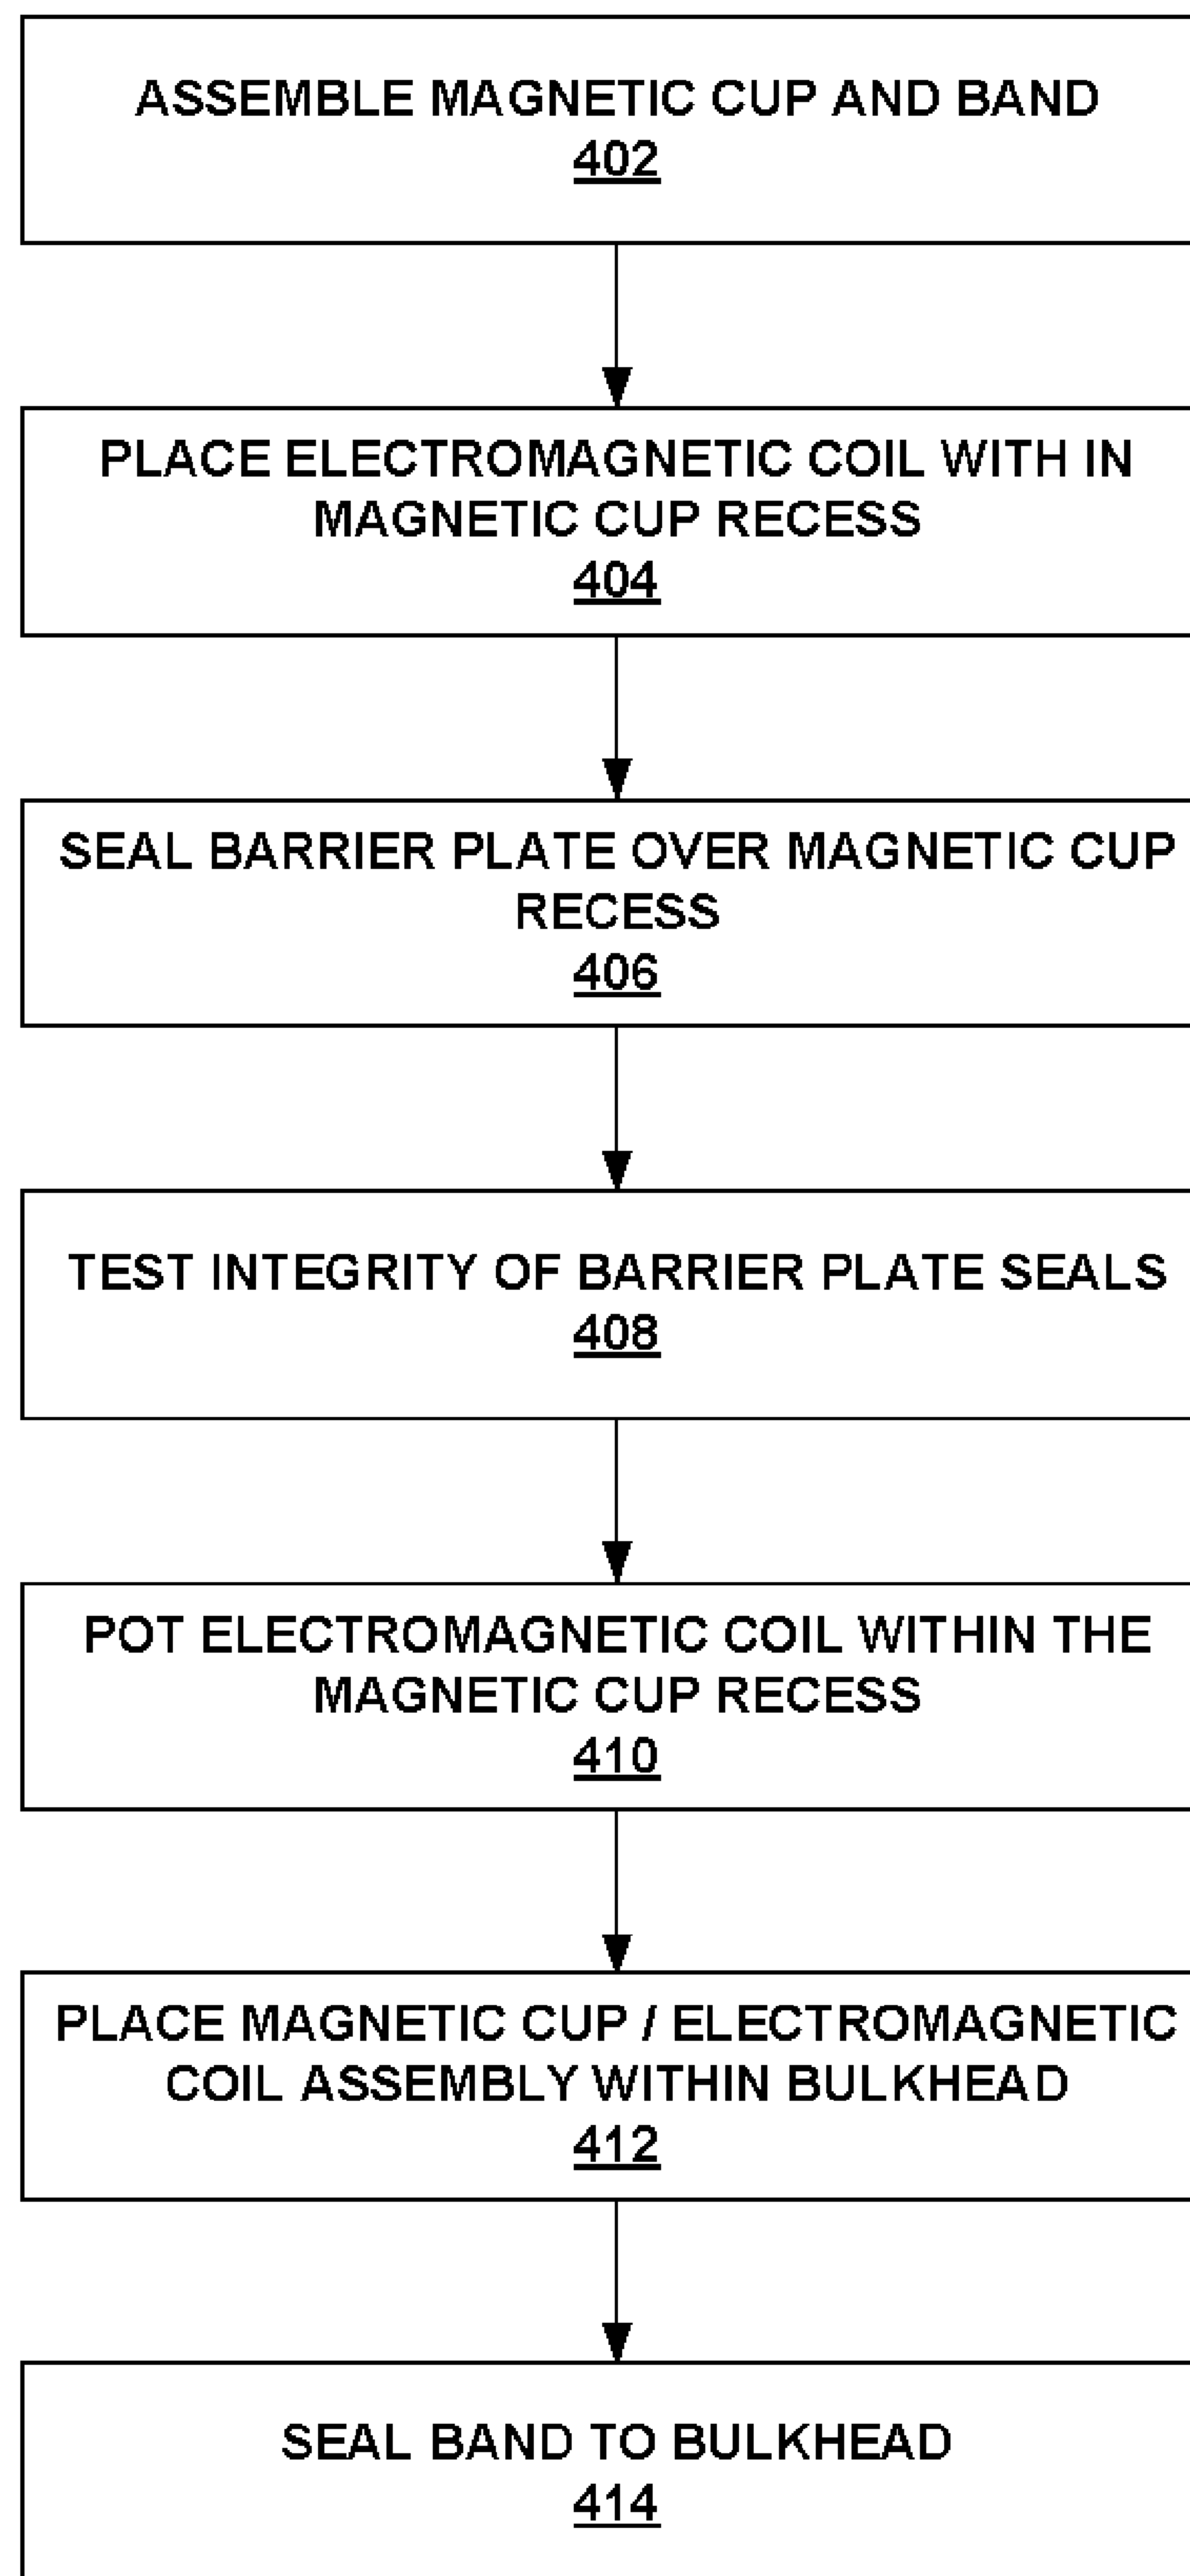 ASSEMBLE MAGNETIC CUP AND BAND
402
PLACE ELECTROMAGNETIC COIL WITH IN
MAGNETIC CUP RECESS
404
SEAL BARRIER PLATE OVER MAGNETIC CUP
RECESS
406
TEST INTEGRITY OF BARRIER PLATE SEALS
408
POT ELECTROMAGNETIC COIL WITHIN THE
MAGNETIC CUP RECESS
410
PLACE MAGNETIC CUP / ELECTROMAGNETIC
COIL ASSEMBLY WITHIN BULKHEAD
412
SEAL BAND TO BULKHEAD
414